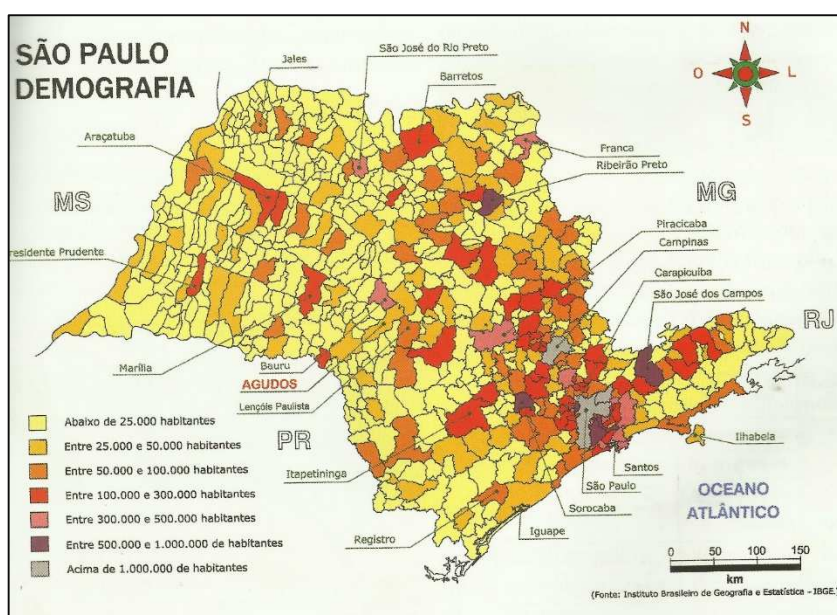 SÃO PAULO
DEMOGRAFIA
Jales
São José do Rio Preto
Barretos
N
O
L
S
Araçatuba
Franca
Ribeirão Preto
MS
MG
Presidente Prudente
Piracicaba
Campinas
Carapicuíba
São José dos Campos
RJ
Marília
Bauru
AGUDOS
Lençóis Paulista
PR
Itapetininga
Registro
Iguape
Sorocaba
São Paulo
Santos
Ilhabela
OCEANO
ATLÂNTICO
Abaixo de 25.000 habitantes
Entre 25.000 e 50.000 habitantes
Entre 50.000 e 100.000 habitantes
Entre 100.000 e 300.000 habitantes
Entre 300.000 e 500.000 habitantes
Entre 500.000 e 1.000.000 de habitantes
Acima de 1.000.000 de habitantes
0 50 100 150
km
(Fonte: Instituto Brasileiro de Geografia e Estatística - IBGE.)